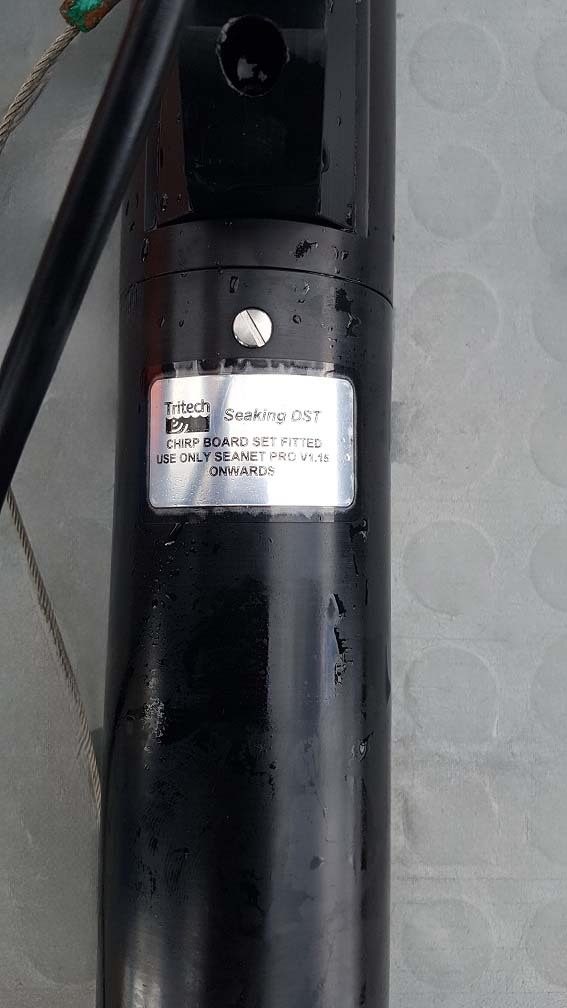 Tritech
Seaking DST
CHIRP BOARD SET FITTED
USE ONLY SEANET PRO V1.15
ONWARDS